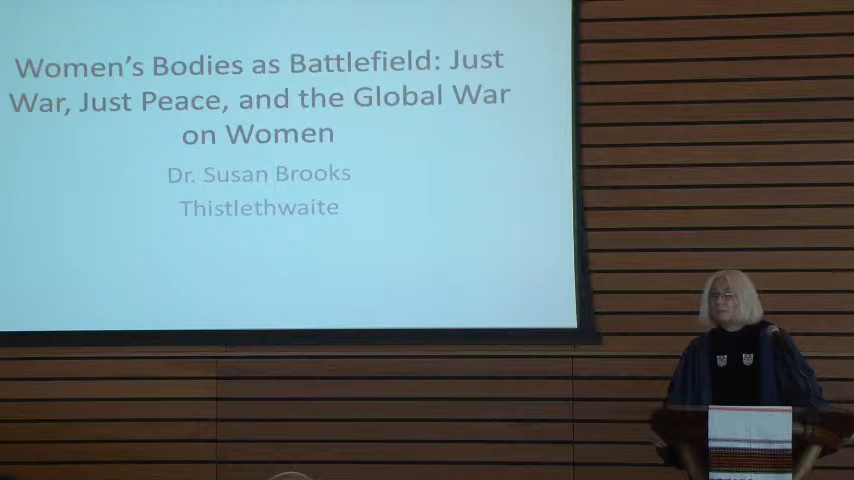 Women's Bodies as Battlefield: Just
War, Just Peace, and the Global War
on Women
Dr. Susan Brooks
Thistlethwaite